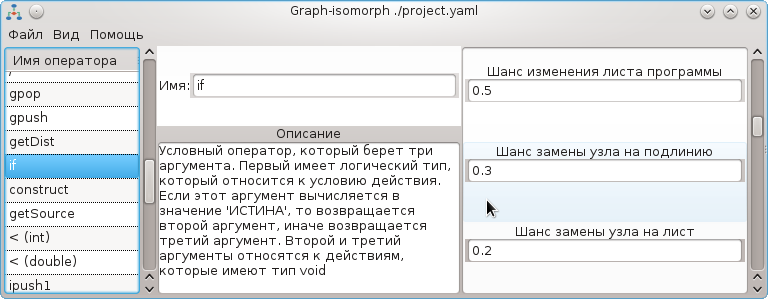 Graph-isomorph ./project.yaml
Файл Вид Помощь
Имя оператора
gpop
gpush
getDist
if
construct
getSource
< (int)
< (double)
ipush1
Имя: if
Описание
Условный оператор, который берет три
аргумента. Первый имеет логический тип,
который относится к условию действия.
Если этот аргумент вычисляется в
значение 'ИСТИНА', то возвращается
второй аргумент, иначе возвращается
третий аргумент. Второй и третий
аргументы относятся к действиям,
которые имеют тип void
Шанс изменения листа программы
0.5
Шанс замены узла на подлинию
0.3
Шанс замены узла на лист
0.2